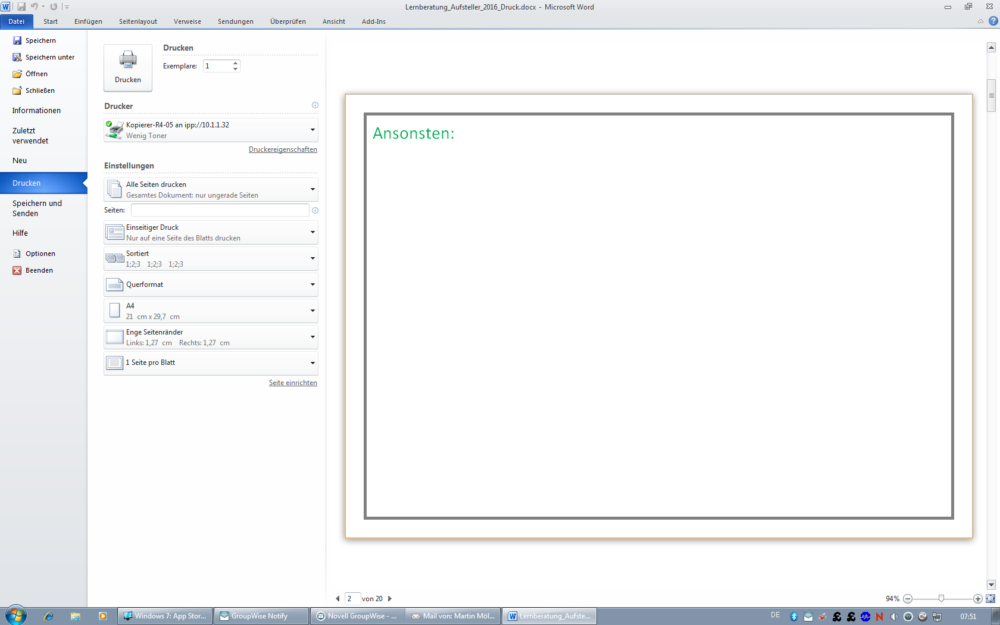 Lernberatung_Aufsteller_2016_Druck.docx - Microsoft Word
Datei Start Einfügen Seitenlayout Verweise Sendungen Überprüfen Ansicht Add-Ins
Speichern
Speichern unter
Öffnen
Schließen
Informationen
Zuletzt
verwendet
Neu
Drucken
Speichern und
Senden
Hilfe
Optionen
Beenden
Drucken
Drucken
Exemplare: 1
Drucker
Kopierer-R4-05 an ipp://10.1.1.32
Wenig Toner
Druckereigenschaften
Einstellungen
Alle Seiten drucken
Gesamtes Dokument: nur ungerade Seiten
Seiten:
Einseitiger Druck
Nur auf eine Seite des Blatts drucken
Sortiert
1;2;3 1;2;3 1;2;3
Querformat
A4
21 cm x 29,7 cm
Enge Seitenränder
Links: 1,27 cm Rechts: 1,27 cm
1 Seite pro Blatt
Seite einrichten
Ansonsten:
2 von 20
94%
Windows 7: App Stor... GroupWise Notify Novell GroupWise - ... Mail von: Martin Möl... Lernberatung_Aufste... DE 07:51